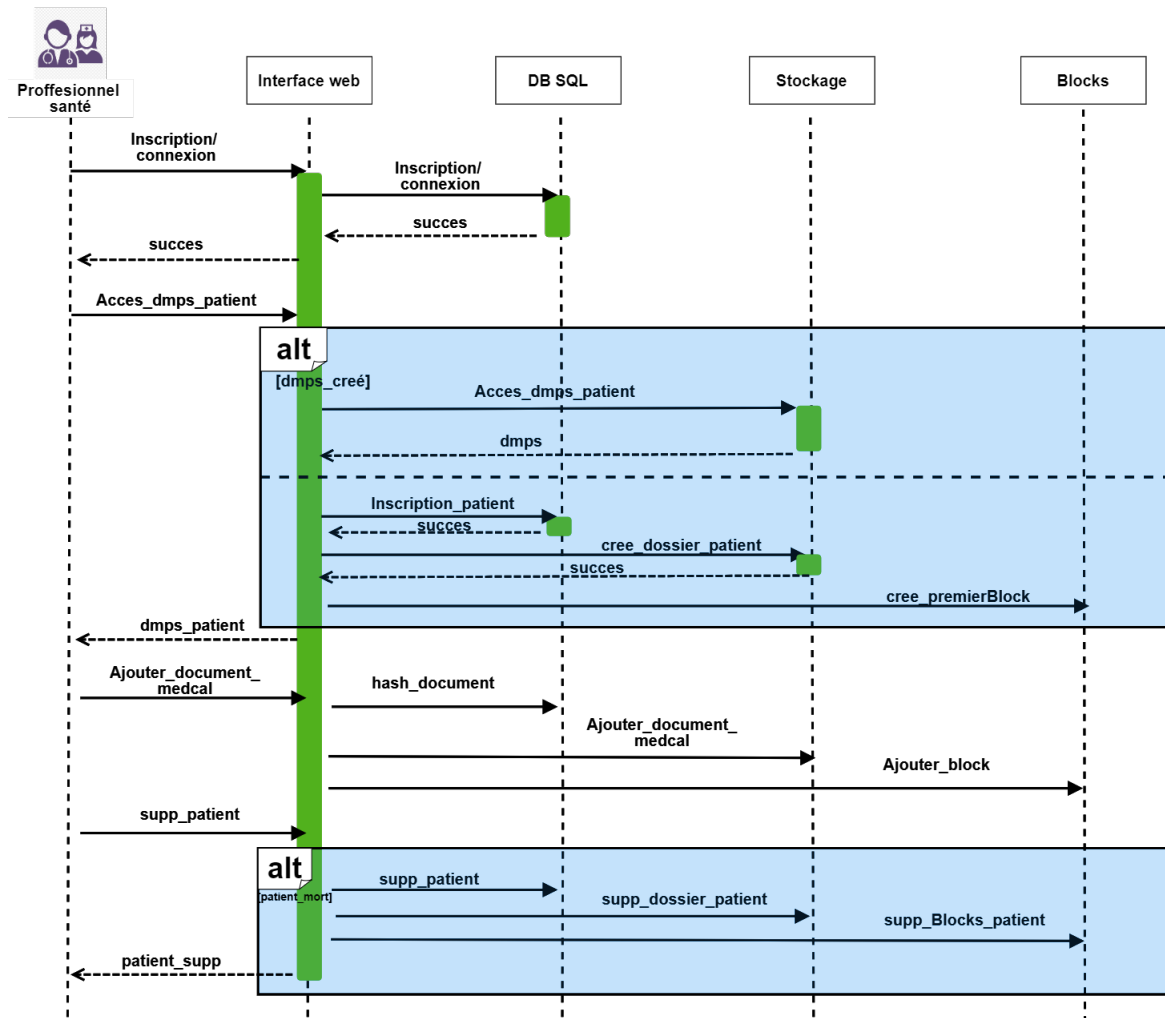 Proffesionnel
santé
Interface web
DB SQL
Stockage
Blocks
Inscription/
connexion
Inscription/
connexion
succes
succes
Acces_dmps_patient
alt
[dmps_creé]
Acces_dmps_patient
dmps
Inscription_patient
succes
cree_dossier_patient
succes
cree_premierBlock
dmps_patient
Ajouter_document_
medcal
hash_document
Ajouter_document_
medcal
Ajouter_block
supp_patient
alt
[patient_mort]
supp_patient
supp_dossier_patient
supp_Blocks_patient
patient_supp